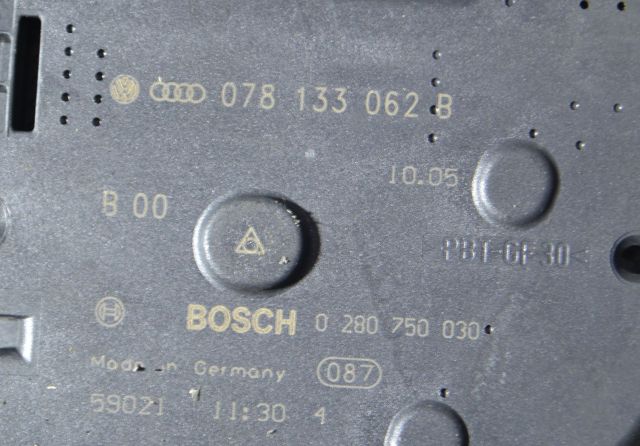 078 133 062 B
10.05
B 00
PBT-GF30<
BOSCH 0 280 750 030
Made in Germany 087
59021 11:30 4